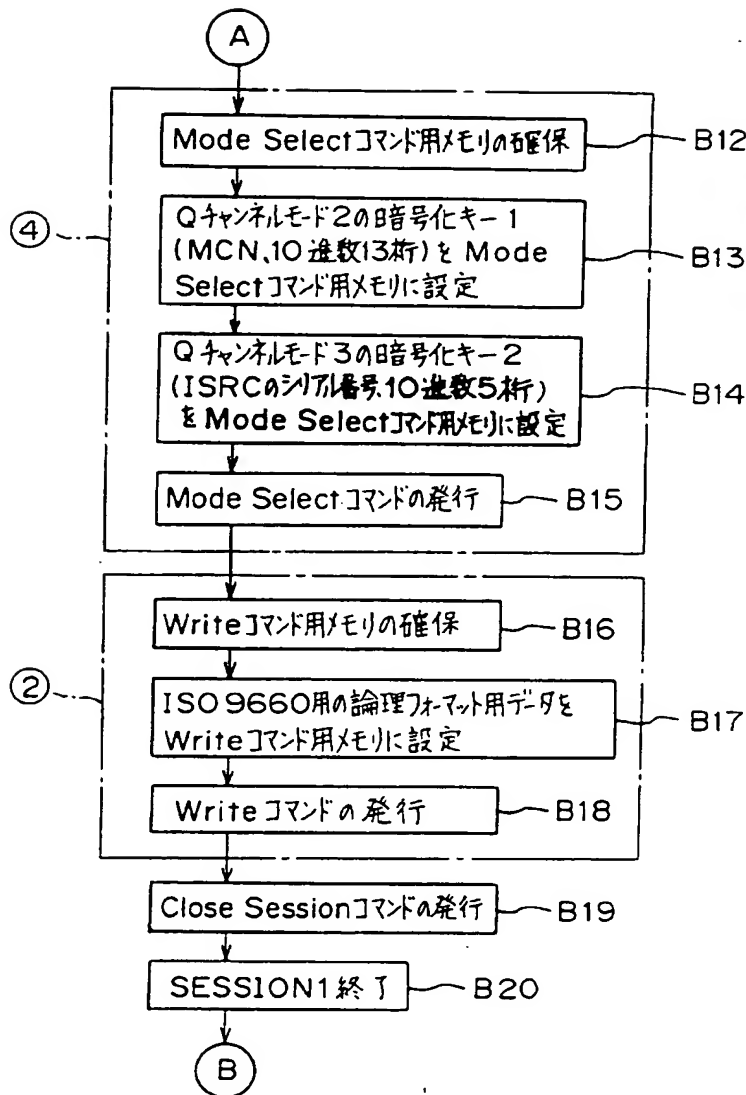 A
Mode Selectコマンド用メモリの確保
B12
④
Qチャンネルモード2の暗号化キー1
(MCN、10進数13桁)をMode
Selectコマンド用メモリに設定
B13
Qチャンネルモード3の暗号化キー2
(ISRCのシリアル番号、10進数5桁)
をMode Selectコマンド用メモリに設定
B14
Mode Selectコマンドの発行
B15
Writeコマンド用メモリの確保
B16
②
ISO9660用の論理フォーマット用データを
Writeコマンド用メモリに設定
B17
Writeコマンドの発行
B18
Close Sessionコマンドの発行
B19
SESSION1終了
B20
B